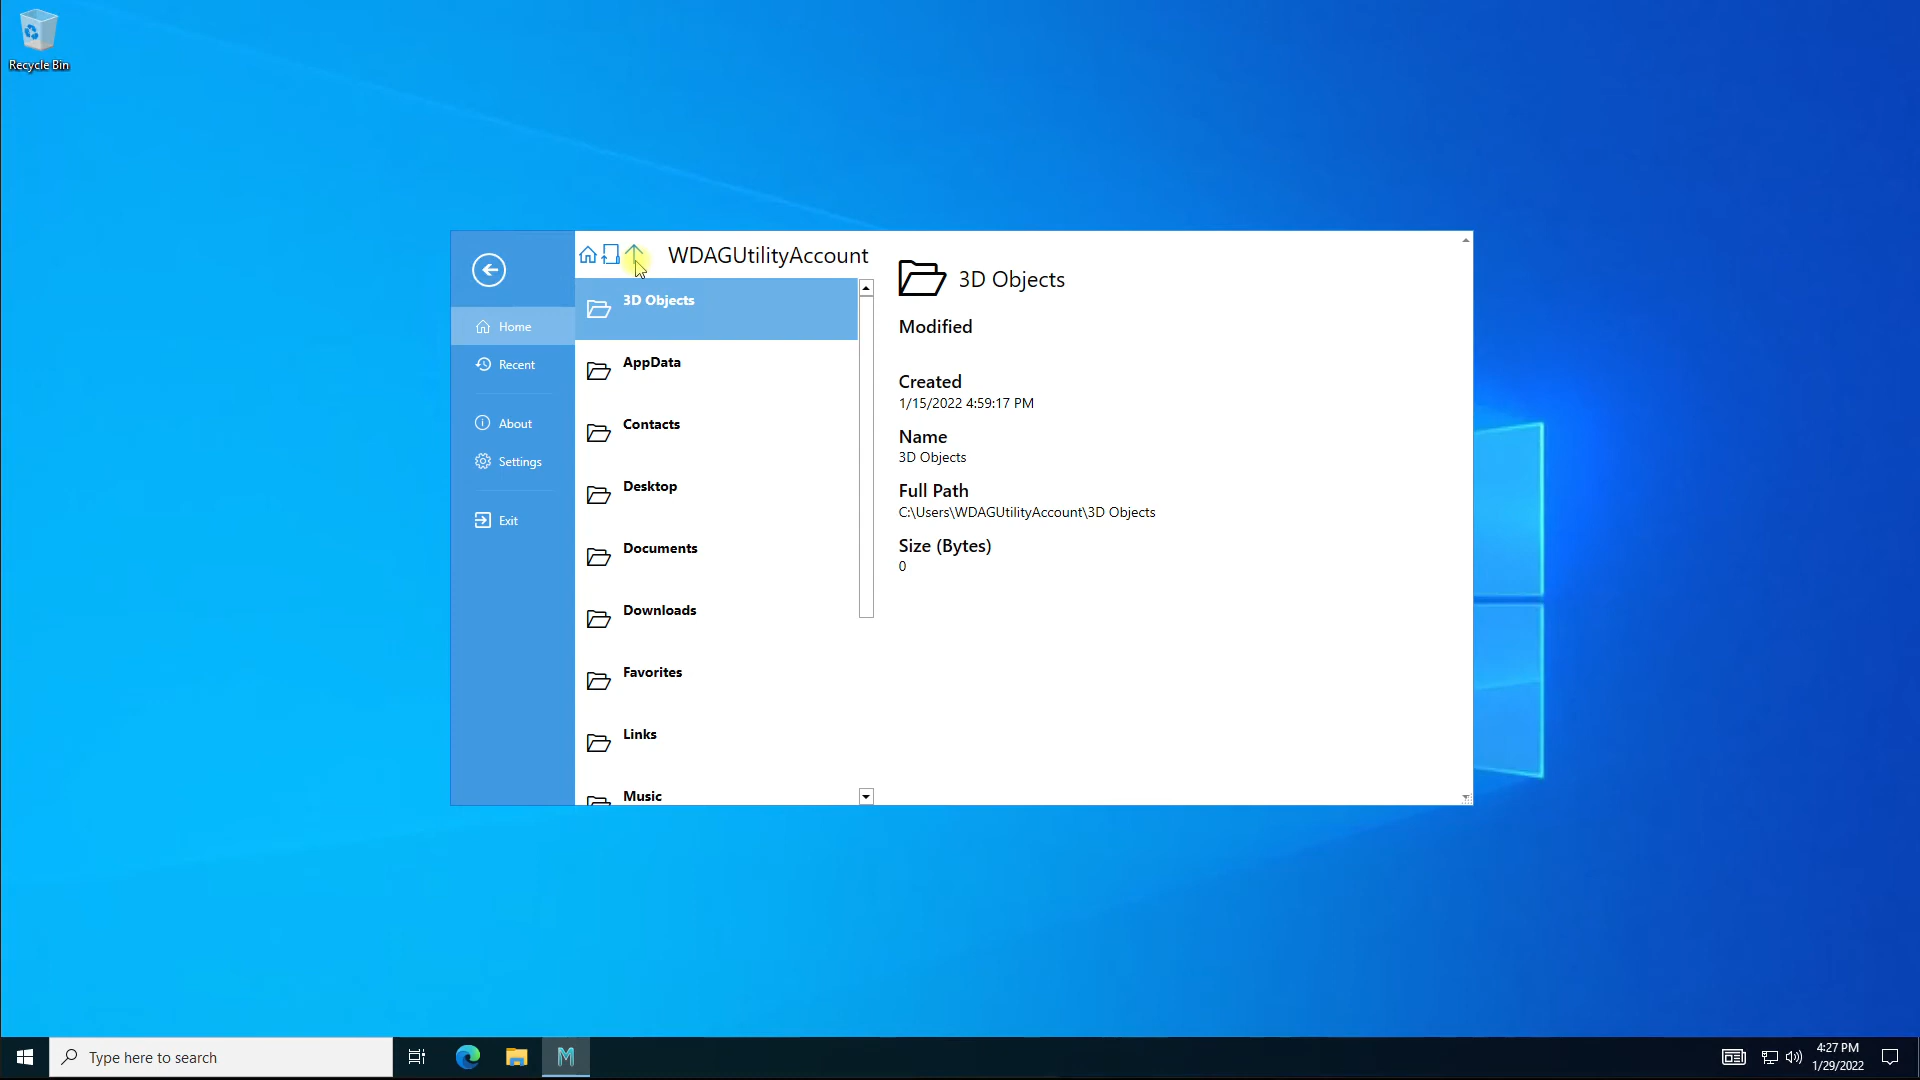 Recycle Bin
WDAGUtilityAccount
Home
Recent
About
Settings
Exit
3D Objects
AppData
Contacts
Desktop
Documents
Downloads
Favorites
Links
Music
3D Objects
Modified
Created
1/15/2022 4:59:17 PM
Name
3D Objects
Full Path
C:\Users\WDAGUtilityAccount\3D Objects
Size (Bytes)
0
Type here to search
M
4:27 PM
1/29/2022